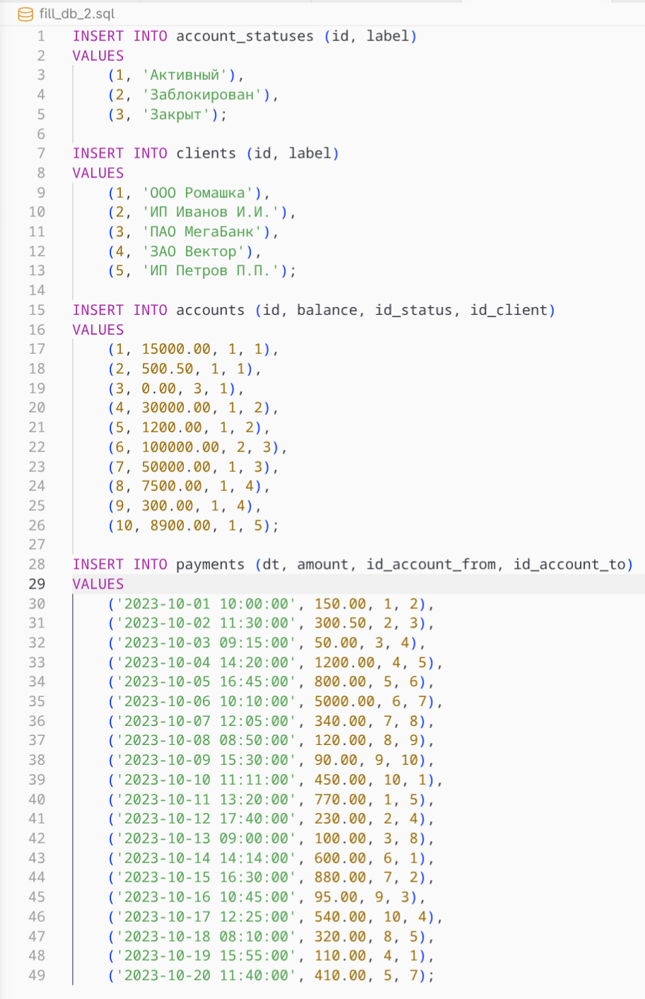 fill_db_2.sql
1 INSERT INTO account_statuses (id, label)
2 VALUES
3 (1, 'Активный'),
4 (2, 'Заблокирован'),
5 (3, 'Закрыт');
6
7 INSERT INTO clients (id, label)
8 VALUES
9 (1, 'ООО Ромашка'),
10 (2, 'ИП Иванов И.И.'),
11 (3, 'ПАО МегаБанк'),
12 (4, 'ЗАО Вектор'),
13 (5, 'ИП Петров П.П.');
14
15 INSERT INTO accounts (id, balance, id_status, id_client)
16 VALUES
17 (1, 15000.00, 1, 1),
18 (2, 500.50, 1, 1),
19 (3, 0.00, 3, 1),
20 (4, 30000.00, 1, 2),
21 (5, 1200.00, 1, 2),
22 (6, 100000.00, 2, 3),
23 (7, 50000.00, 1, 3),
24 (8, 7500.00, 1, 4),
25 (9, 300.00, 1, 4),
26 (10, 8900.00, 1, 5);
27
28 INSERT INTO payments (dt, amount, id_account_from, id_account_to)
29 VALUES
30 ('2023-10-01 10:00:00', 150.00, 1, 2),
31 ('2023-10-02 11:30:00', 300.50, 2, 3),
32 ('2023-10-03 09:15:00', 50.00, 3, 4),
33 ('2023-10-04 14:20:00', 1200.00, 4, 5),
34 ('2023-10-05 16:45:00', 800.00, 5, 6),
35 ('2023-10-06 10:10:00', 5000.00, 6, 7),
36 ('2023-10-07 12:05:00', 340.00, 7, 8),
37 ('2023-10-08 08:50:00', 120.00, 8, 9),
38 ('2023-10-09 15:30:00', 90.00, 9, 10),
39 ('2023-10-10 11:11:00', 450.00, 10, 1),
40 ('2023-10-11 13:20:00', 770.00, 1, 5),
41 ('2023-10-12 17:40:00', 230.00, 2, 4),
42 ('2023-10-13 09:00:00', 100.00, 3, 8),
43 ('2023-10-14 14:14:00', 600.00, 6, 1),
44 ('2023-10-15 16:30:00', 880.00, 7, 2),
45 ('2023-10-16 10:45:00', 95.00, 9, 3),
46 ('2023-10-17 12:25:00', 540.00, 10, 4),
47 ('2023-10-18 08:10:00', 320.00, 8, 5),
48 ('2023-10-19 15:55:00', 110.00, 4, 1),
49 ('2023-10-20 11:40:00', 410.00, 5, 7);